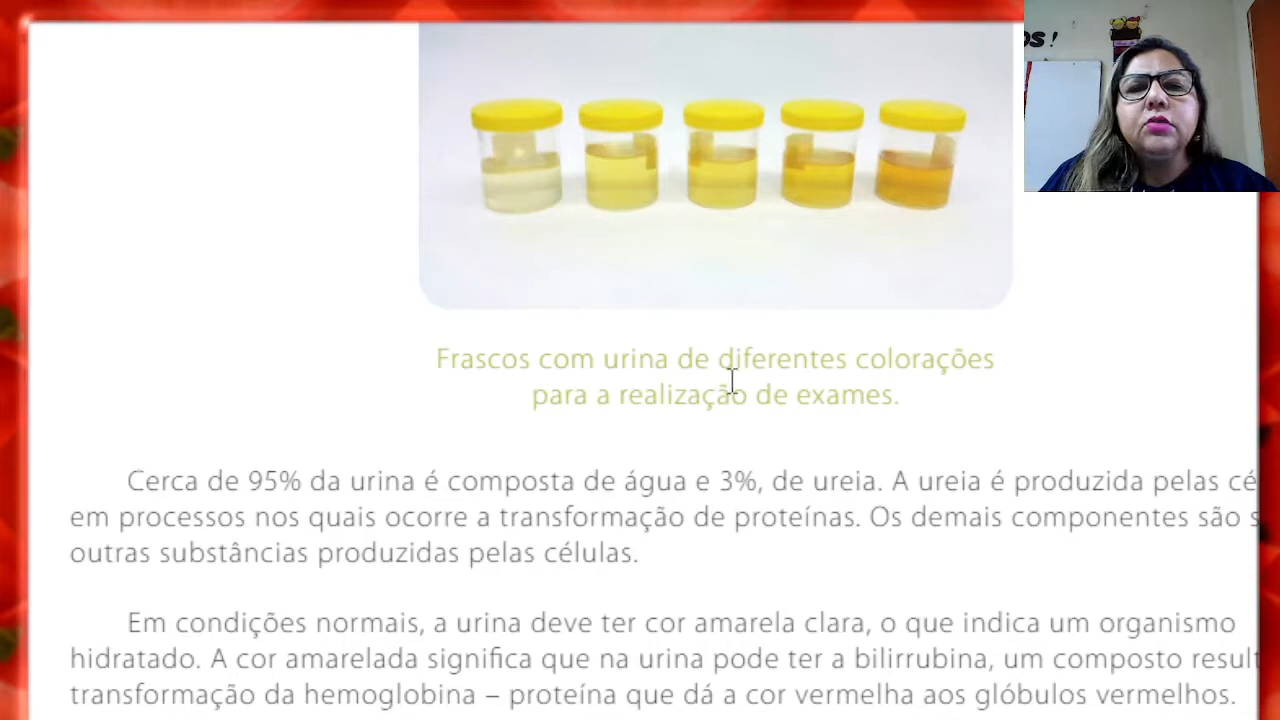 OS!
Frascos com urina de diferentes colorações
para a realização de exames.
Cerca de 95% da urina é composta de água e 3%, de ureia. A ureia é produzida pelas
em processos nos quais ocorre a transformação de proteínas. Os demais componentes são
outras substâncias produzidas pelas células.
Em condições normais, a urina deve ter cor amarela clara, o que indica um organismo
hidratado. A cor amarelada significa que na urina pode ter a bilirrubina, um composto
transformação da hemoglobina – proteína que dá a cor vermelha aos glóbulos vermelhos.